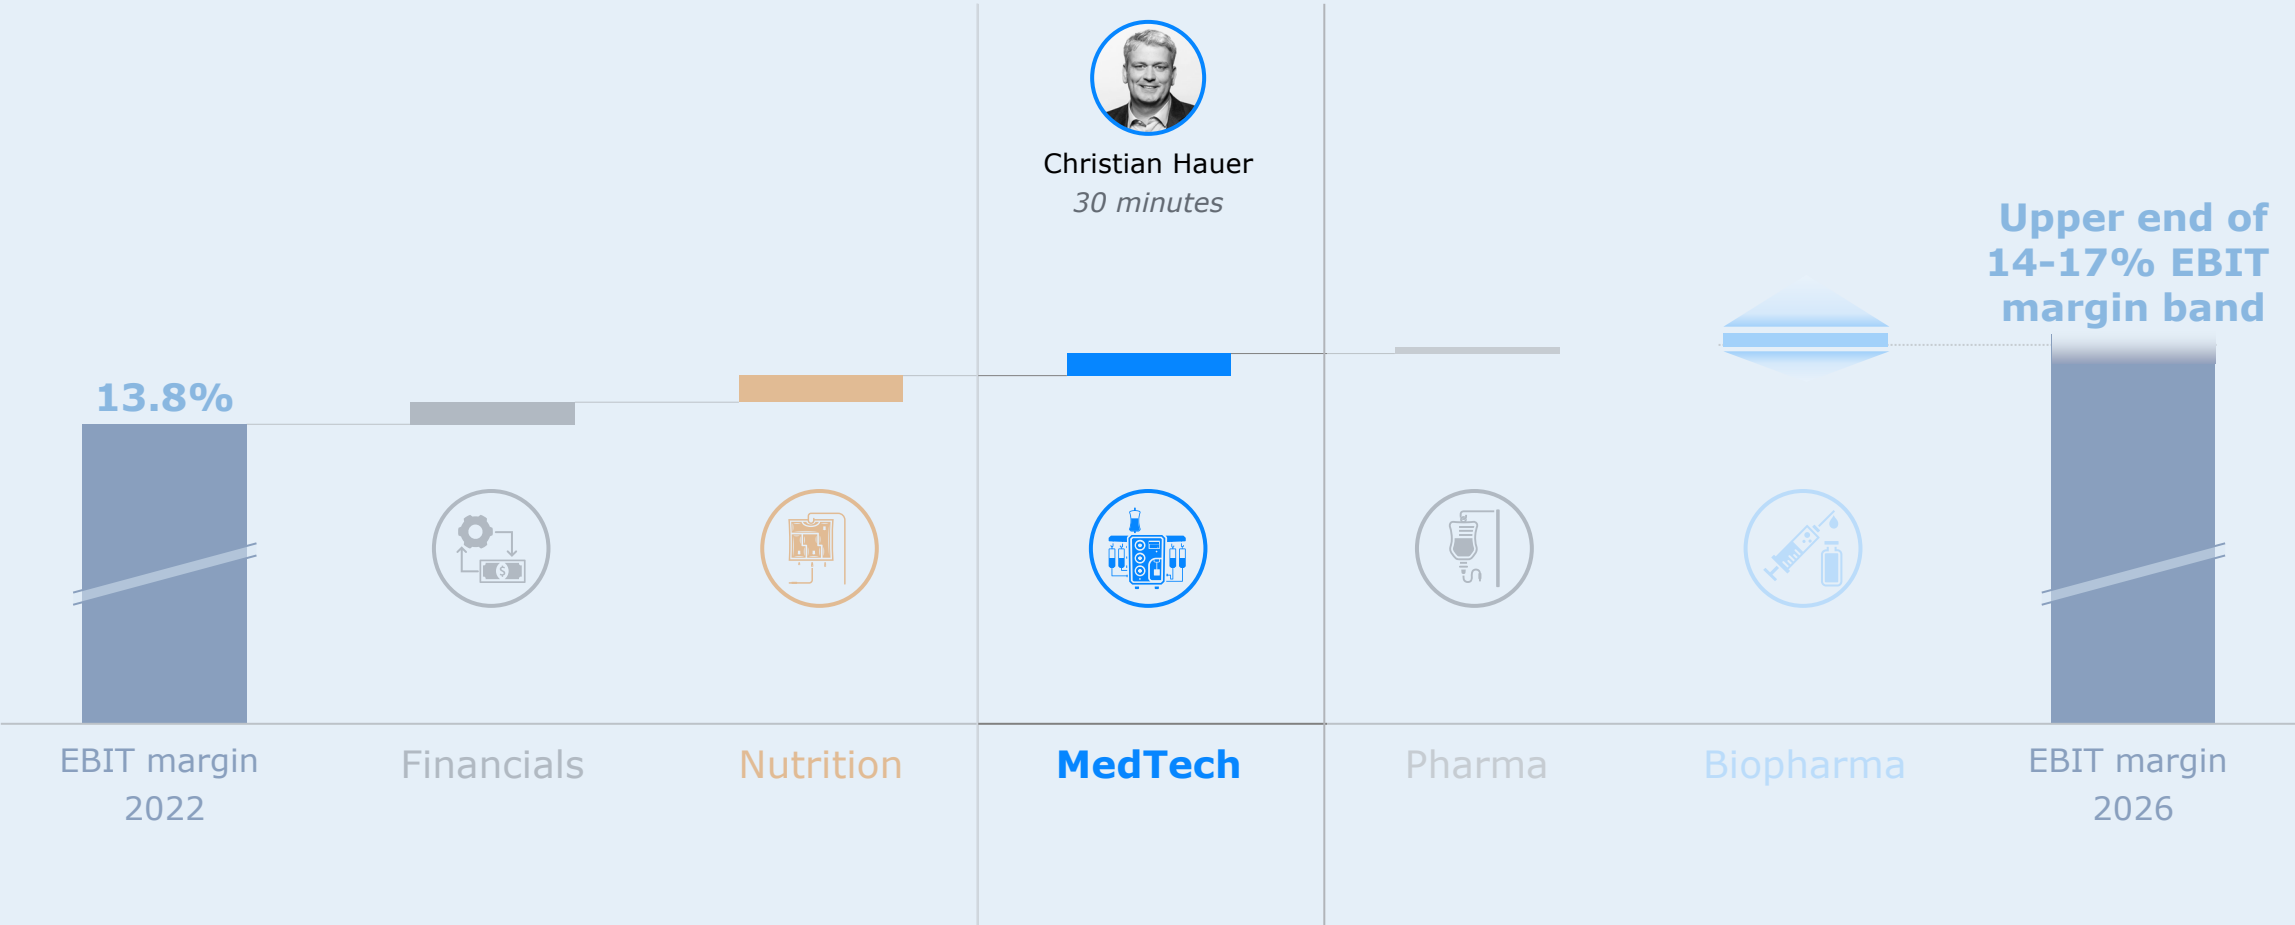 Christian Hauer
30 minutes
Upper end of
14-17% EBIT
margin band
13.8%
$
EBIT margin
2022
Financials
Nutrition
MedTech
Pharma
Biopharma
EBIT margin
2026